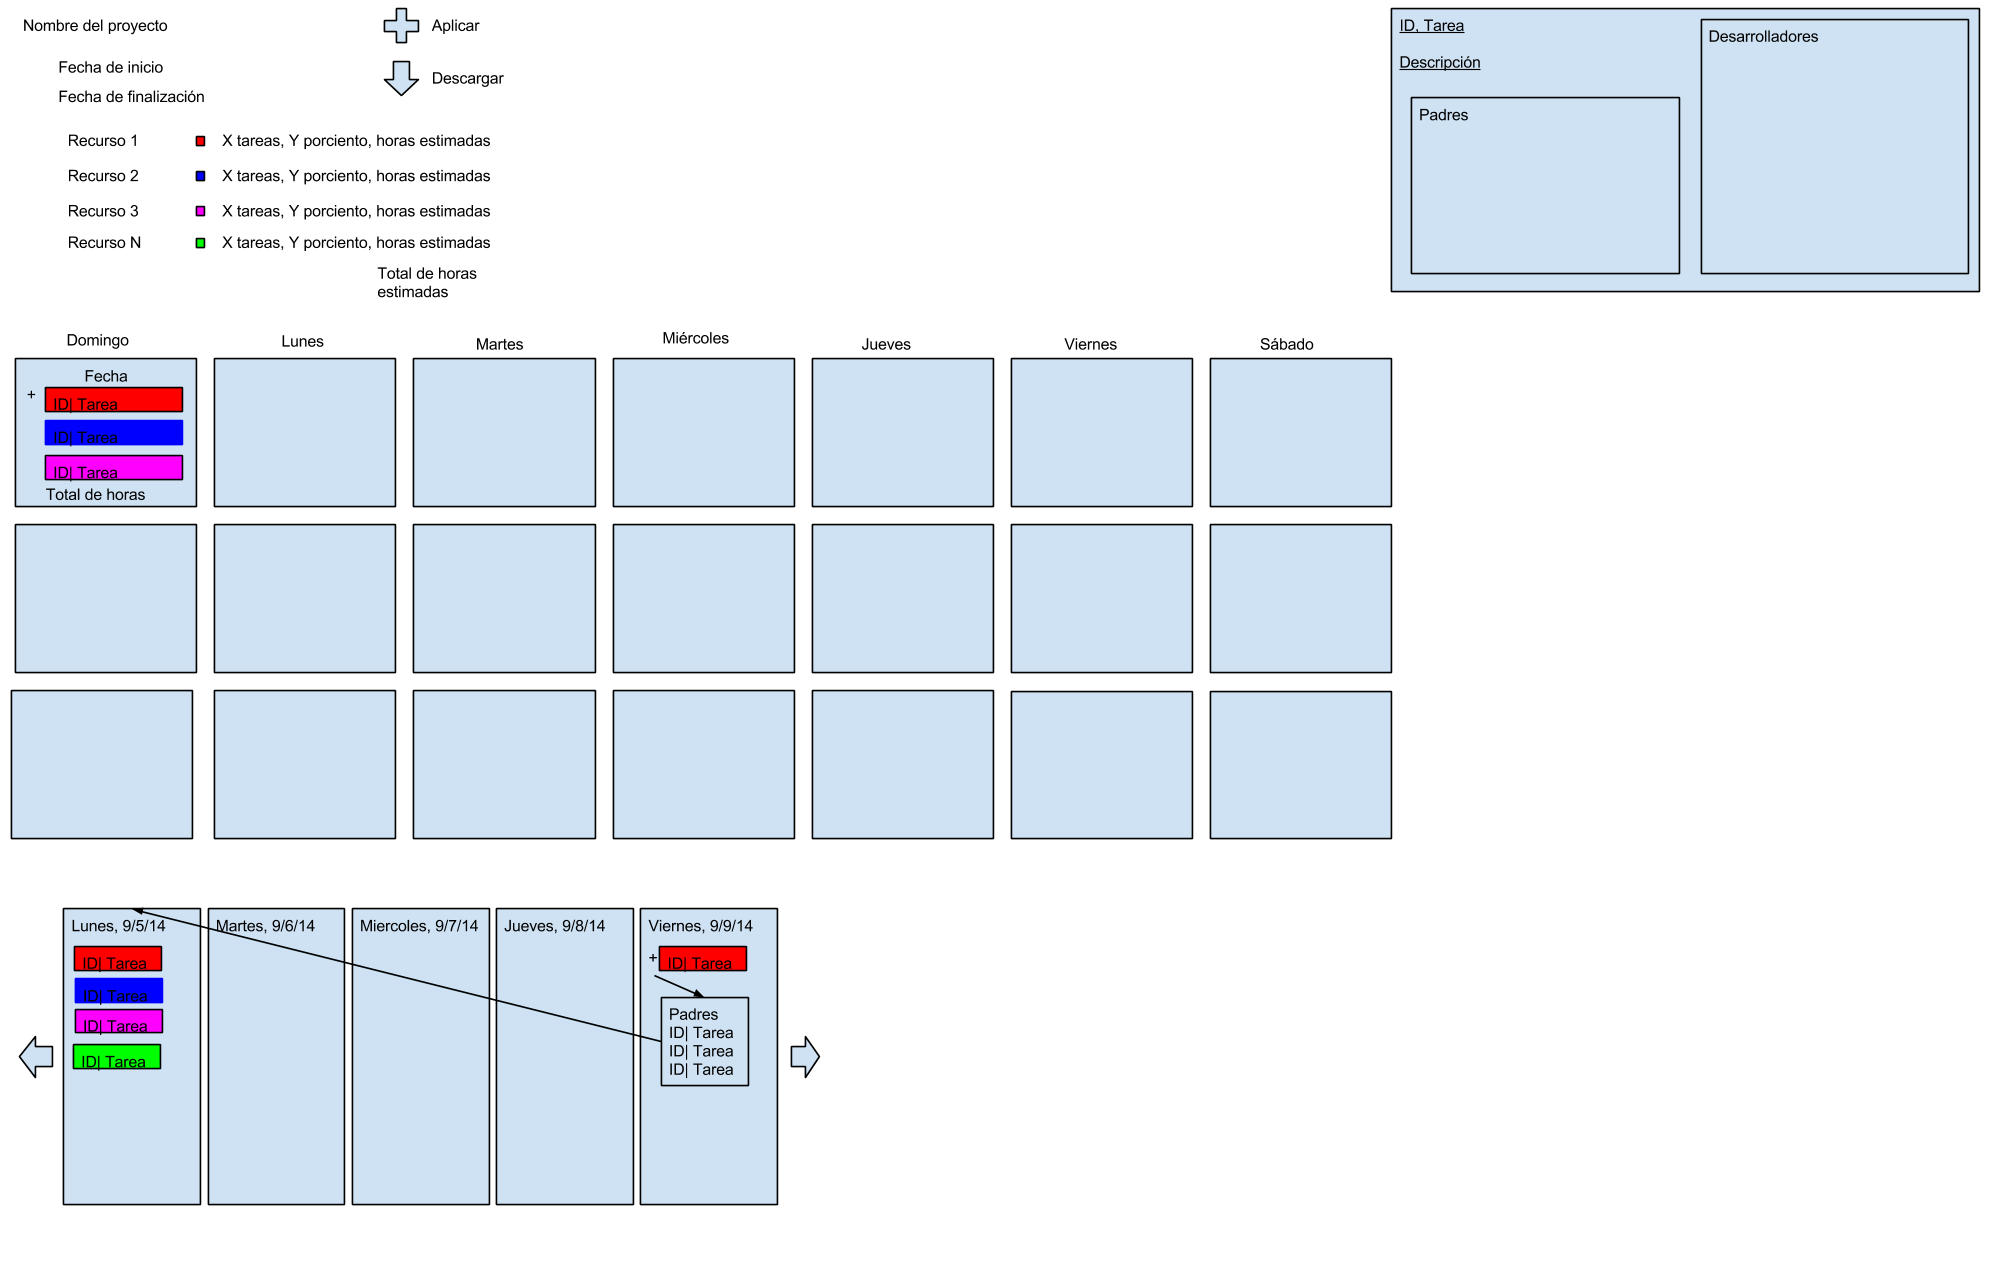 Nombre del proyecto
Aplicar
Fecha de inicio
Descargar
Fecha de finalización
Recurso 1
X tareas, Y porciento, horas estimadas
Recurso 2
X tareas, Y porciento, horas estimadas
Recurso 3
X tareas, Y porciento, horas estimadas
Recurso N
X tareas, Y porciento, horas estimadas
Total de horas
estimadas
ID, Tarea
Descripción
Padres
Desarrolladores
Domingo
Lunes
Martes
Miércoles
Jueves
Viernes
Sábado
Fecha
+
ID| Tarea
ID| Tarea
ID| Tarea
Total de horas
Lunes, 9/5/14
ID| Tarea
ID| Tarea
ID| Tarea
ID| Tarea
Martes, 9/6/14
Miercoles, 9/7/14
Jueves, 9/8/14
Viernes, 9/9/14
+
ID| Tarea
Padres
ID| Tarea
ID| Tarea
ID| Tarea